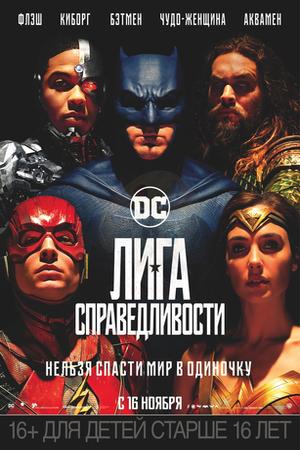 ФЛЭШ КИБОРГ БЭТМЕН ЧУДО-ЖЕНЩИНА АКВАМЕН
DC
ЛИГА
СПРАВЕДЛИВОСТИ
НЕЛЬЗЯ СПАСТИ МИР В ОДИНОЧКУ
С 16 НОЯБРЯ
16+ ДЛЯ ДЕТЕЙ СТАРШЕ 16 ЛЕТ